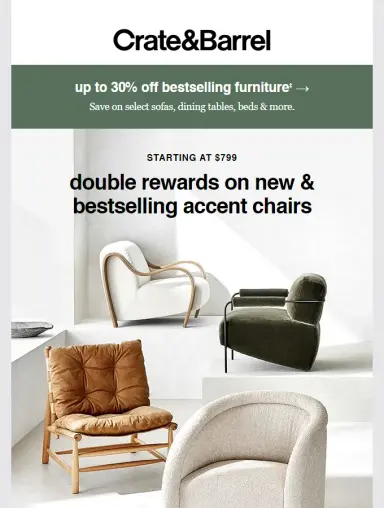 Crate&Barrel
up to 30% off bestselling furniture‡ →
Save on select sofas, dining tables, beds & more.
STARTING AT $799
double rewards on new &
bestselling accent chairs